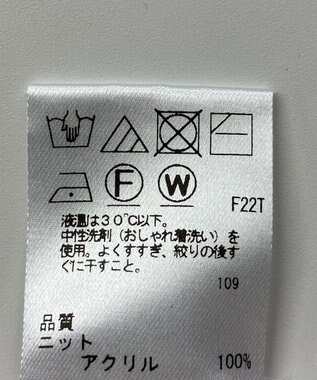 F W F22T
液温は30℃以下。
中性洗剤（おしゃれ着洗い）を
使用。よくすすぎ、絞りの後す
ぐに干すこと。
109
品質
ニット
アクリル 100%